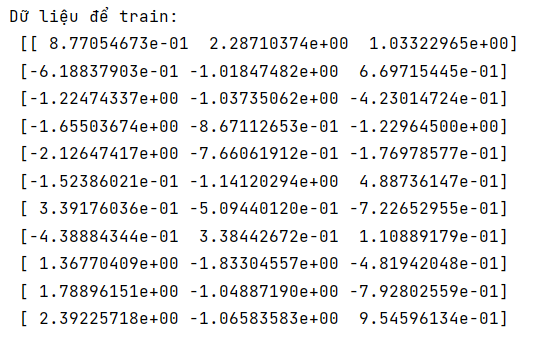 Dữ liệu để train:
[[ 8.77054673e-01  2.28710374e+00  1.03322965e+00]
[-6.18837903e-01 -1.01847482e+00  6.69715445e-01]
[-1.22474337e+00 -1.03735062e+00 -4.23014724e-01]
[-1.65503674e+00 -8.67112653e-01 -1.22964500e+00]
[-2.12647417e+00 -7.66061912e-01 -1.76978577e-01]
[-1.52386021e-01 -1.14120294e+00  4.88736147e-01]
[ 3.39176036e-01 -5.09440120e-01 -7.22652955e-01]
[-4.38884344e-01  3.38442672e-01  1.10889179e-01]
[ 1.36770409e+00 -1.83304557e+00 -4.81942048e-01]
[ 1.78896151e+00 -1.04887190e+00 -7.92802559e-01]
[ 2.39225718e+00 -1.06583583e+00  9.54596134e-01]